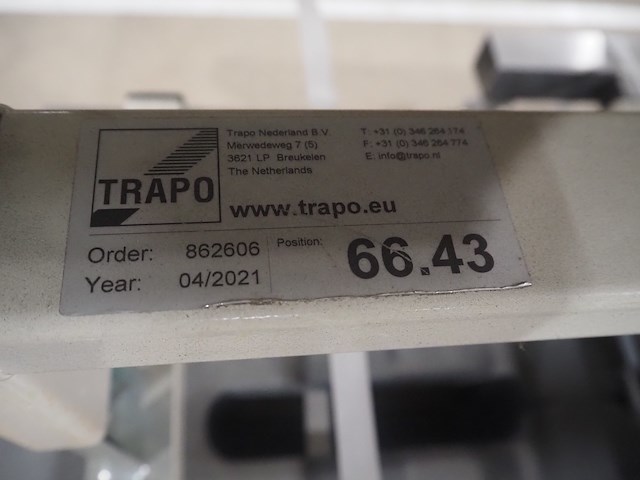 TRAPO
Trapo Nederland B.V.
Merwedeweg 7 (5)
3621 LP Breukelen
The Netherlands
T: +31 (0) 346 264 174
F: +31 (0) 346 264 774
E: info@trapo.nl
www.trapo.eu
Order: 862606
Year: 04/2021
Position: 66.43